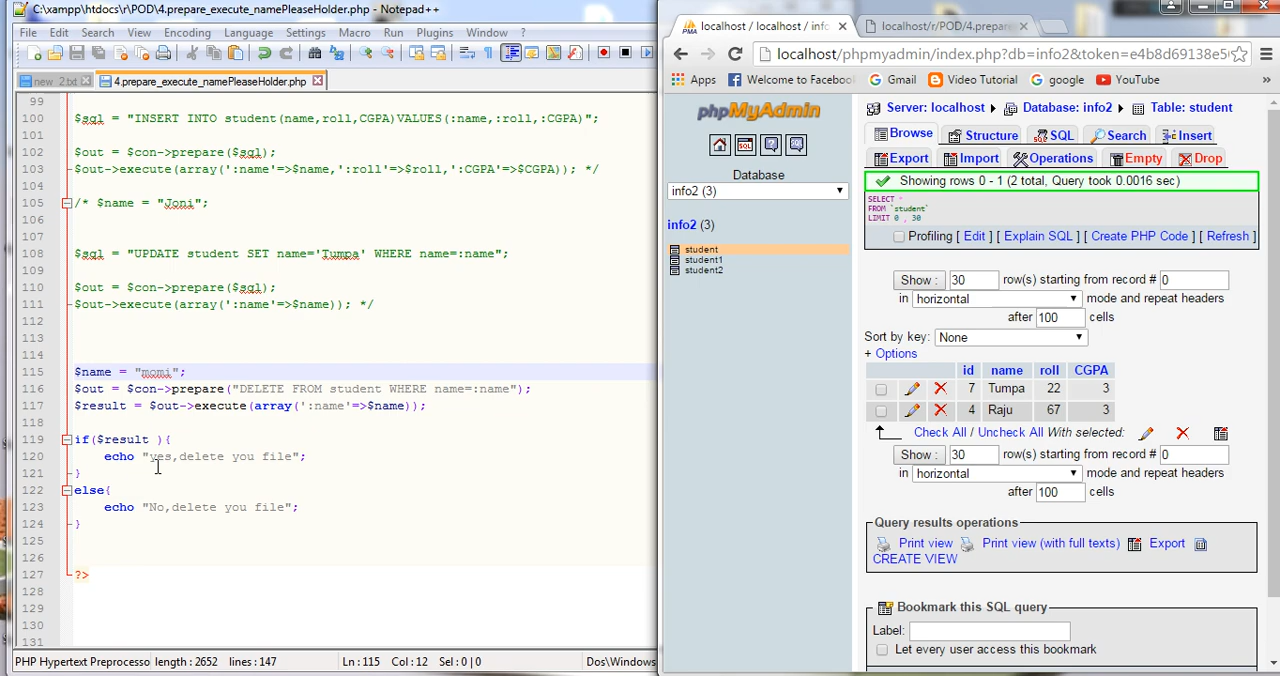 C:\xampp\htdocs\r\POD\4.prepare_execute_namePleaseHolder.php - Notepad++
File Edit Search View Encoding Language Settings Macro Run Plugins Window ?
new 2.txt 4.prepare_execute_namePleaseHolder.php
99
100 $sql = "INSERT INTO student(name,roll,CGPA)VALUES(:name,:roll,:CGPA)";
101
102 $out = $con->prepare($sql);
103 $out->execute(array(':name'=>$name,':roll'=>$roll,':CGPA'=>$CGPA)); */
104
105 /* $name = "Joni";
106
107
108 $sql = "UPDATE student SET name='Tumpa' WHERE name=:name";
109
110 $out = $con->prepare($sql);
111 $out->execute(array(':name'=>$name)); */
112
113
114
115 $name = "momi";
116 $out = $con->prepare("DELETE FROM student WHERE name=:name");
117 $result = $out->execute(array(':name'=>$name));
118
119 if($result ){
120 echo "yes,delete you file";
121 }
122 else{
123 echo "No,delete you file";
124 }
125
126
127 ?>
128
129
130
131
PHP Hypertext Preprocesso length : 2652 lines : 147 Ln : 115 Col : 12 Sel : 0 | 0 Dos\Windows
localhost / localhost / info localhost/r/POD/4.prepare
localhost/phpmyadmin/index.php?db=info2&token=e4b8d69138e5
Apps Welcome to Facebook Gmail Video Tutorial google YouTube
phpMyAdmin
Database
info2 (3)
info2 (3)
student
student1
student2
Server: localhost Database: info2 Table: student
Browse Structure SQL Search Insert
Export Import Operations Empty Drop
Showing rows 0 - 1 (2 total, Query took 0.0016 sec)
SELECT *
FROM `student`
LIMIT 0 , 30
Profiling [ Edit ] [ Explain SQL ] [ Create PHP Code ] [ Refresh ]
Show : 30 row(s) starting from record # 0
in horizontal mode and repeat headers
after 100 cells
Sort by key: None
+ Options
id name roll CGPA
7 Tumpa 22 3
4 Raju 67 3
Check All / Uncheck All With selected:
Show : 30 row(s) starting from record # 0
in horizontal mode and repeat headers
after 100 cells
Query results operations
Print view Print view (with full texts) Export
CREATE VIEW
Bookmark this SQL query
Label:
Let every user access this bookmark